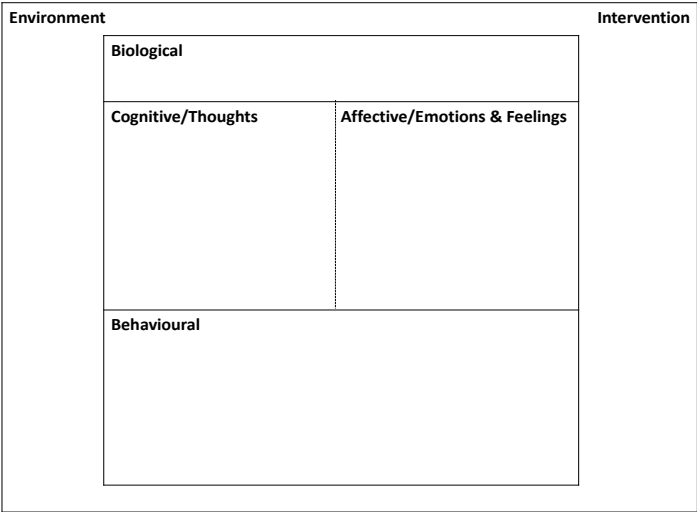 Environment
Intervention
Biological
Cognitive/Thoughts
Affective/Emotions & Feelings
Behavioural